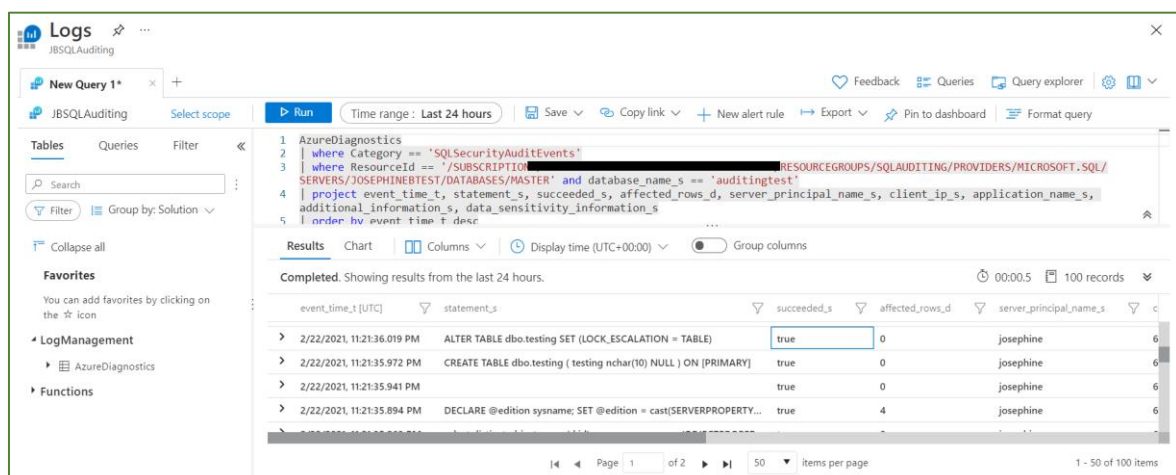 Logs ...
JBSQLAuditing
New Query 1*
Feedback Queries Query explorer
JBSQLAuditing Select scope
Run Time range : Last 24 hours Save Copy link New alert rule Export Pin to dashboard Format query
Tables Queries Filter
Search
Filter Group by: Solution
Collapse all
Favorites
You can add favorites by clicking on
the ☆ icon
LogManagement
AzureDiagnostics
Functions
1 AzureDiagnostics
2 | where Category == 'SQLSecurityAuditEvents'
3 | where ResourceId == '/SUBSCRIPTION RESOURCEGROUPS/SQLAUDITING/PROVIDERS/MICROSOFT.SQL/
SERVERS/JOSEPHINEBTEST/DATABASES/MASTER' and database_name_s == 'auditingtest'
4 | project event_time_t, statement_s, succeeded_s, affected_rows_d, server_principal_name_s, client_ip_s, application_name_s,
additional_information_s, data_sensitivity_information_s
5 | order by event_time_t desc
Results Chart Columns Display time (UTC+00:00) Group columns
Completed. Showing results from the last 24 hours. 00:00.5 100 records
event_time_t [UTC] statement_s succeeded_s affected_rows_d server_principal_name_s c
2/22/2021, 11:21:36.019 PM ALTER TABLE dbo.testing SET (LOCK_ESCALATION = TABLE) true 0 josephine 6
2/22/2021, 11:21:35.972 PM CREATE TABLE dbo.testing ( testing nchar(10) NULL ) ON [PRIMARY] true 0 josephine 6
2/22/2021, 11:21:35.941 PM true 0 josephine 6
2/22/2021, 11:21:35.894 PM DECLARE @edition sysname; SET @edition = cast(SERVERPROPERTY... true 4 josephine 6
Page 1 of 2 50 items per page 1 - 50 of 100 items